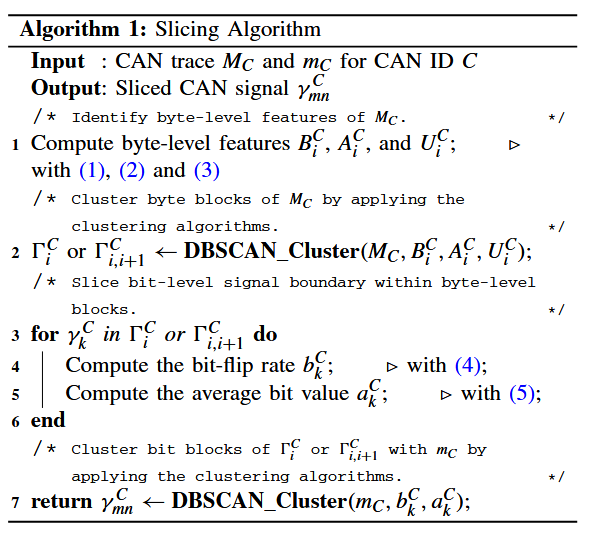 Algorithm 1: Slicing Algorithm
Input : CAN trace M_C and m_C for CAN ID C
Output: Sliced CAN signal γ^C_{mn}
/* Identify byte-level features of M_C. */
1 Compute byte-level features B^C_i, A^C_i, and U^C_i; ▷
with (1), (2) and (3)
/* Cluster byte blocks of M_C by applying the
clustering algorithms. */
2 Γ^C_i or Γ^C_{i,i+1} ← DBSCAN_Cluster(M_C, B^C_i, A^C_i, U^C_i);
/* Slice bit-level signal boundary within byte-level
blocks. */
3 for γ^C_k in Γ^C_i or Γ^C_{i,i+1} do
4 Compute the bit-flip rate b^C_k; ▷ with (4);
5 Compute the average bit value a^C_k; ▷ with (5);
6 end
/* Cluster bit blocks of Γ^C_i or Γ^C_{i,i+1} with m_C by
applying the clustering algorithms. */
7 return γ^C_{mn} ← DBSCAN_Cluster(m_C, b^C_k, a^C_k);